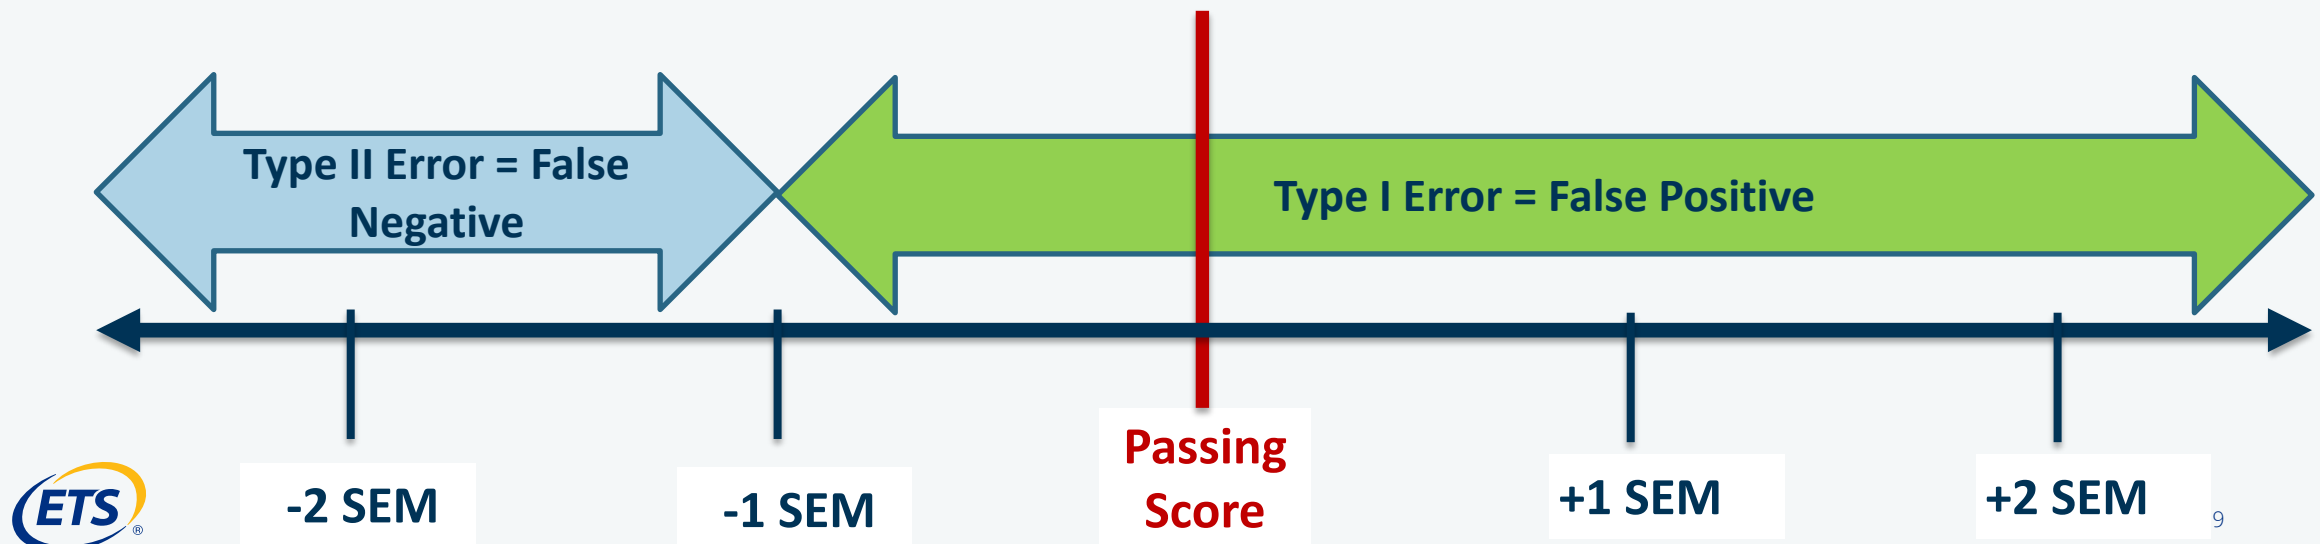 Type II Error = False
Negative
Type I Error = False Positive
Passing
Score
-2 SEM
-1 SEM
+1 SEM
+2 SEM
ETS
®
9